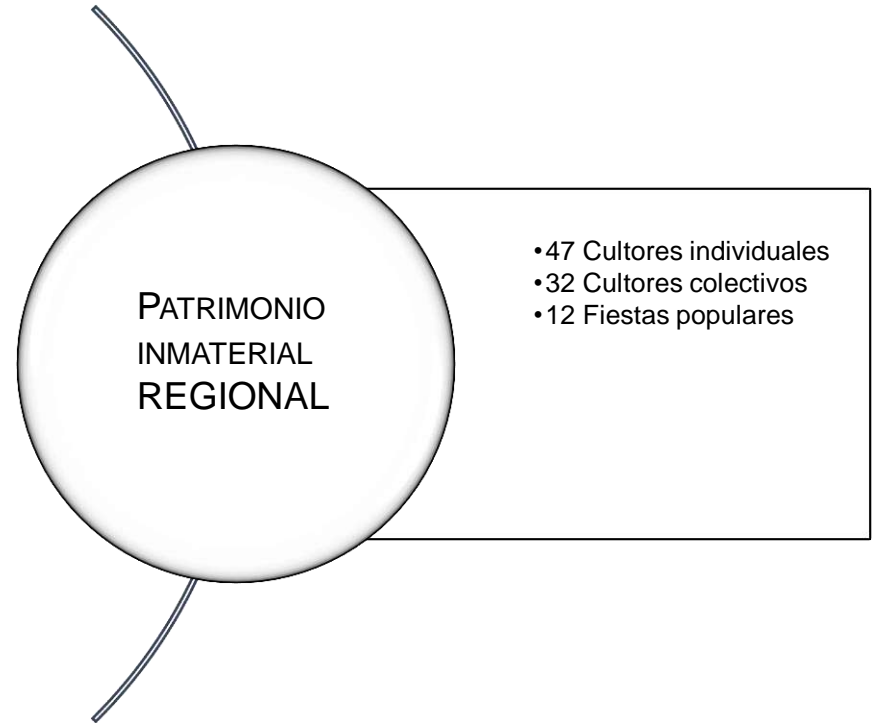 PATRIMONIO
INMATERIAL
REGIONAL
•47 Cultores individuales
•32 Cultores colectivos
•12 Fiestas populares